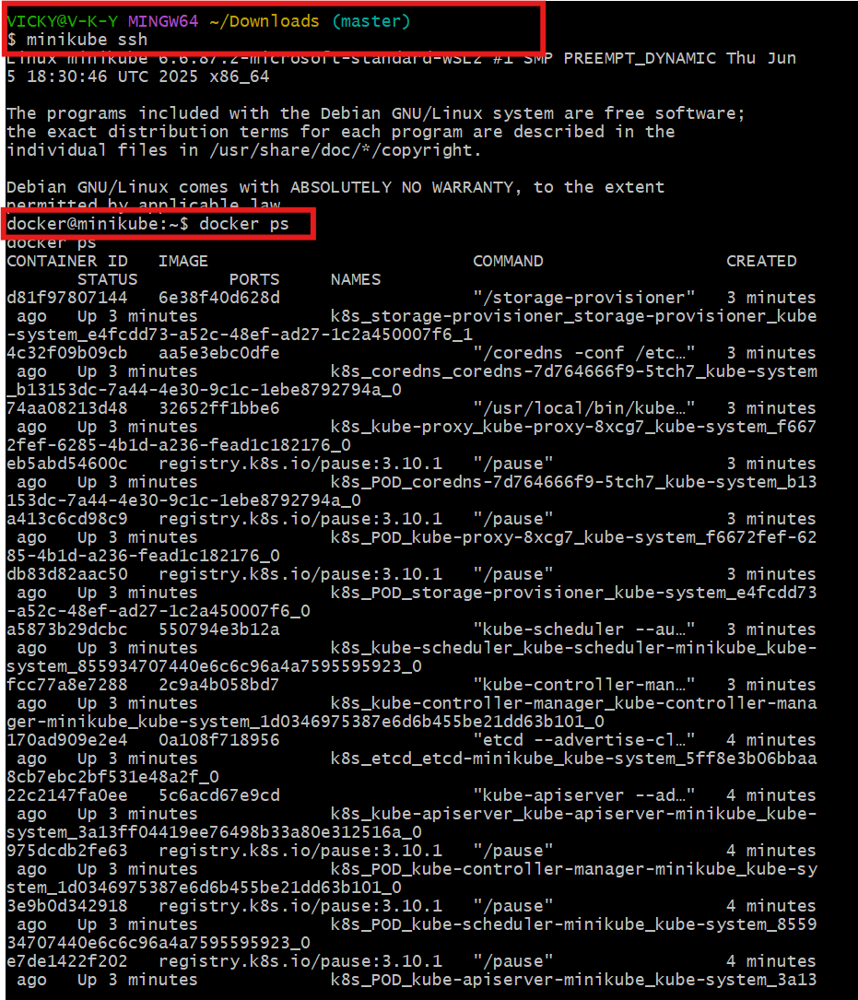 VICKY@V-K-Y MINGW64 ~/Downloads (master)
$ minikube ssh
Linux minikube 6.6.87.2-microsoft-standard-WSL2 #1 SMP PREEMPT_DYNAMIC Thu Jun
5 18:30:46 UTC 2025 x86_64
The programs included with the Debian GNU/Linux system are free software;
the exact distribution terms for each program are described in the
individual files in /usr/share/doc/*/copyright.
Debian GNU/Linux comes with ABSOLUTELY NO WARRANTY, to the extent
permitted by applicable law
docker@minikube:~$ docker ps
docker ps
CONTAINER ID   IMAGE                          COMMAND                  CREATED
       STATUS         PORTS     NAMES
d81f97807144   6e38f40d628d                   "/storage-provisioner"   3 minutes
 ago   Up 3 minutes             k8s_storage-provisioner_storage-provisioner_kube
-system_e4fcdd73-a52c-48ef-ad27-1c2a450007f6_1
4c32f09b09cb   aa5e3ebc0dfe                   "/coredns -conf /etc…"   3 minutes
 ago   Up 3 minutes             k8s_coredns_coredns-7d764666f9-5tch7_kube-system
_b13153dc-7a44-4e30-9c1c-1ebe8792794a_0
74aa08213d48   32652ff1bbe6                   "/usr/local/bin/kube…"   3 minutes
 ago   Up 3 minutes             k8s_kube-proxy_kube-proxy-8xcg7_kube-system_f667
2fef-6285-4b1d-a236-fead1c182176_0
eb5abd54600c   registry.k8s.io/pause:3.10.1   "/pause"                 3 minutes
 ago   Up 3 minutes             k8s_POD_coredns-7d764666f9-5tch7_kube-system_b13
153dc-7a44-4e30-9c1c-1ebe8792794a_0
a413c6cd98c9   registry.k8s.io/pause:3.10.1   "/pause"                 3 minutes
 ago   Up 3 minutes             k8s_POD_kube-proxy-8xcg7_kube-system_f6672fef-62
85-4b1d-a236-fead1c182176_0
db83d82aac50   registry.k8s.io/pause:3.10.1   "/pause"                 3 minutes
 ago   Up 3 minutes             k8s_POD_storage-provisioner_kube-system_e4fcdd73
-a52c-48ef-ad27-1c2a450007f6_0
a5873b29dcbc   550794e3b12a                   "kube-scheduler --au…"   3 minutes
 ago   Up 3 minutes             k8s_kube-scheduler_kube-scheduler-minikube_kube-
system_855934707440e6c6c96a4a7595595923_0
fcc77a8e7288   2c9a4b058bd7                   "kube-controller-man…"   3 minutes
 ago   Up 3 minutes             k8s_kube-controller-manager_kube-controller-mana
ger-minikube_kube-system_1d0346975387e6d6b455be21dd63b101_0
170ad909e2e4   0a108f718956                   "etcd --advertise-cl…"   4 minutes
 ago   Up 3 minutes             k8s_etcd_etcd-minikube_kube-system_5ff8e3b06bbaa
8cb7ebc2bf531e48a2f_0
22c2147fa0ee   5c6acd67e9cd                   "kube-apiserver --ad…"   4 minutes
 ago   Up 3 minutes             k8s_kube-apiserver_kube-apiserver-minikube_kube-
system_3a13ff04419ee76498b33a80e312516a_0
975dcdb2fe63   registry.k8s.io/pause:3.10.1   "/pause"                 4 minutes
 ago   Up 3 minutes             k8s_POD_kube-controller-manager-minikube_kube-sy
stem_1d0346975387e6d6b455be21dd63b101_0
3e9b0d342918   registry.k8s.io/pause:3.10.1   "/pause"                 4 minutes
 ago   Up 3 minutes             k8s_POD_kube-scheduler-minikube_kube-system_8559
34707440e6c6c96a4a7595595923_0
e7de1422f202   registry.k8s.io/pause:3.10.1   "/pause"                 4 minutes
 ago   Up 3 minutes             k8s_POD_kube-apiserver-minikube_kube-system_3a13